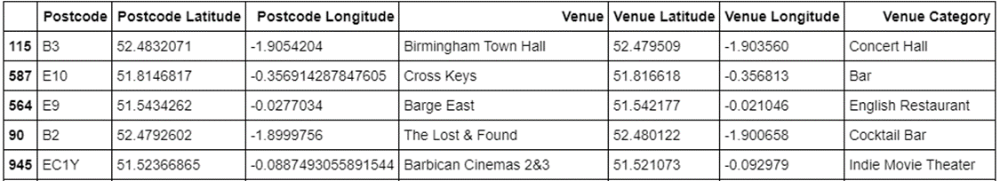 Postcode Postcode Latitude Postcode Longitude Venue Venue Latitude Venue Longitude Venue Category
115 B3 52.4832071 -1.9054204 Birmingham Town Hall 52.479509 -1.903560 Concert Hall
587 E10 51.8146817 -0.356914287847605 Cross Keys 51.816618 -0.356813 Bar
564 E9 51.5434262 -0.0277034 Barge East 51.542177 -0.021046 English Restaurant
90 B2 52.4792602 -1.8999756 The Lost & Found 52.480122 -1.900658 Cocktail Bar
945 EC1Y 51.52366865 -0.0887493055891544 Barbican Cinemas 2&3 51.521073 -0.092979 Indie Movie Theater